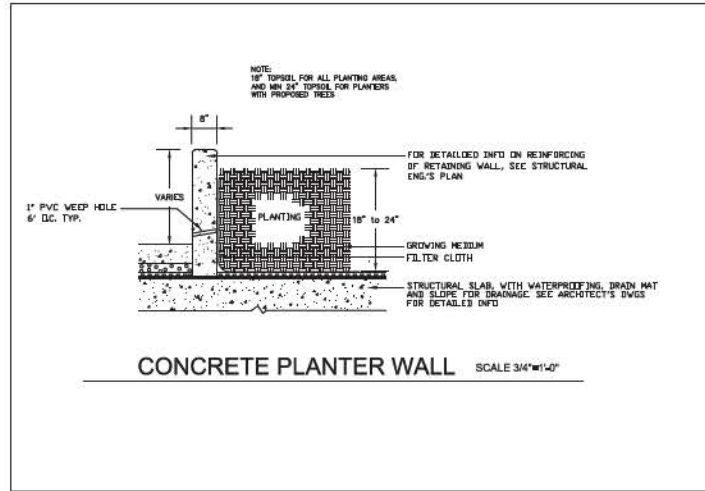 NOTE:
18" TOPSOIL FOR ALL PLANTING AREAS,
AND MIN 24" TOPSOIL FOR PLANTERS
WITH PROPOSED TREES
8"
FOR DETAILDED INFO ON REINFORCING
OF RETAINING WALL, SEE STRUCTURAL
ENG.'S PLAN
VARIES
1" PVC WEEP HOLE
6' O.C. TYP.
PLANTING
18" to 24"
GROWING MEDIUM
FILTER CLOTH
STRUCTURAL SLAB, WITH WATERPROOFING, DRAIN MAT
AND SLOPE FOR DRAINAGE. SEE ARCHITECT'S DWGS
FOR DETAILED INFO
CONCRETE PLANTER WALL SCALE 3/4"=1'-0"